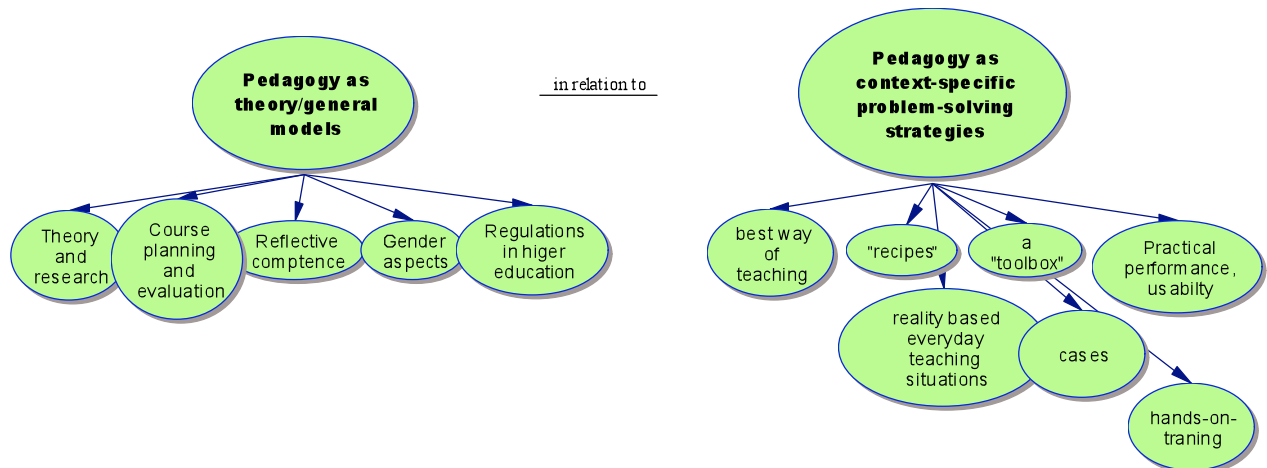 Pedagogy as
theory/general
models
in relation to
Pedagogy as
context-specific
problem-solving
strategies
Theory
and
research
Course
planning
and
evaluation
Reflective
comptence
Gender
aspects
Regulations
in higer
education
best way
of
teaching
"recipes"
a
"toolbox"
Practical
performance,
usabilty
reality based
everyday
teaching
situations
cases
hands-on-
traning